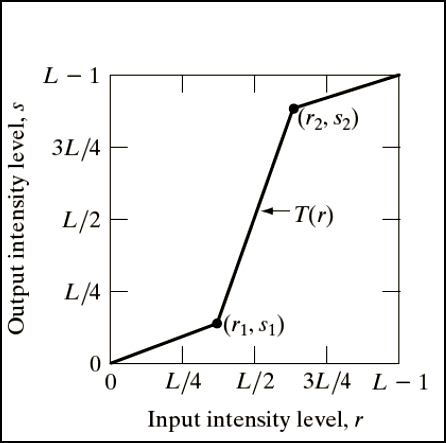 Output intensity level, s
L − 1
3L/4
L/2
L/4
0
(r₂, s₂)
T(r)
(r₁, s₁)
0 L/4 L/2 3L/4 L − 1
Input intensity level, r